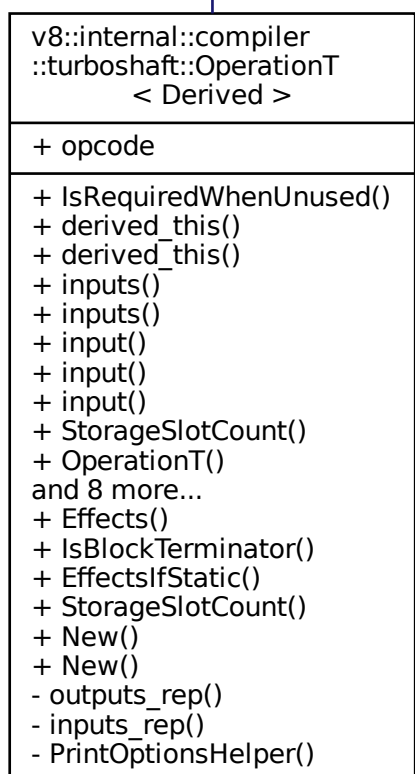 v8::internal::compiler
::turboshaft::OperationT
< Derived >
+ opcode
+ IsRequiredWhenUnused()
+ derived_this()
+ derived_this()
+ inputs()
+ inputs()
+ input()
+ input()
+ input()
+ StorageSlotCount()
+ OperationT()
and 8 more...
+ Effects()
+ IsBlockTerminator()
+ EffectsIfStatic()
+ StorageSlotCount()
+ New()
+ New()
- outputs_rep()
- inputs_rep()
- PrintOptionsHelper()